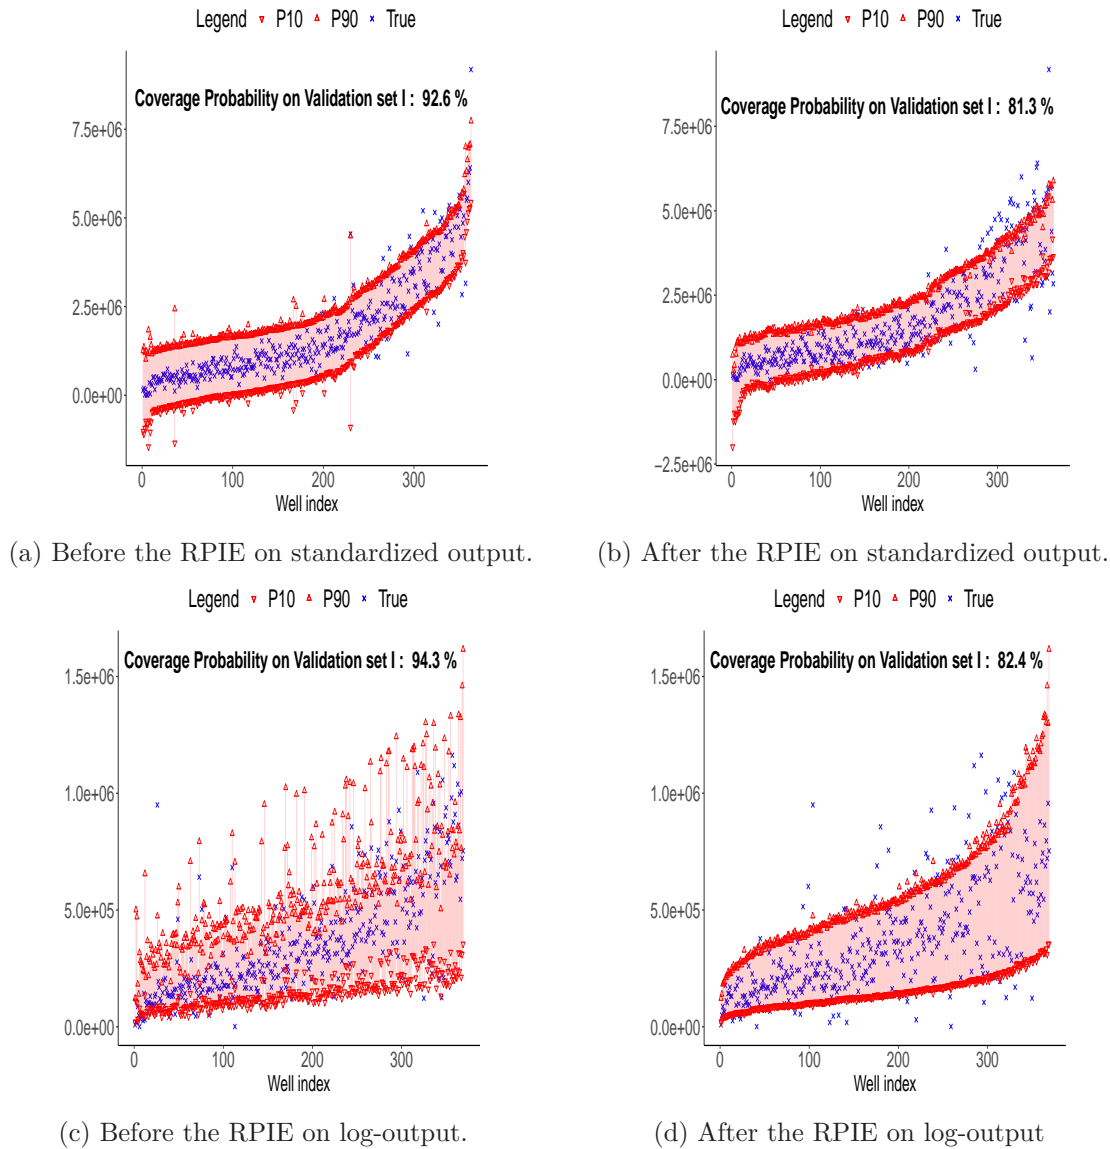 Legend P10 P90 True
Coverage Probability on Validation set I : 92.6 %
7.5e+06
5.0e+06
2.5e+06
0.0e+00
0 100 200 300
Well index
(a) Before the RPIE on standardized output.
Legend P10 P90 True
Coverage Probability on Validation set I : 81.3 %
7.5e+06
5.0e+06
2.5e+06
0.0e+00
−2.5e+06
0 100 200 300
Well index
(b) After the RPIE on standardized output.
Legend P10 P90 True
Coverage Probability on Validation set I : 94.3 %
1.5e+06
1.0e+06
5.0e+05
0.0e+00
0 100 200 300
Well index
(c) Before the RPIE on log-output.
Legend P10 P90 True
Coverage Probability on Validation set I : 82.4 %
1.5e+06
1.0e+06
5.0e+05
0.0e+00
0 100 200 300
Well index
(d) After the RPIE on log-output